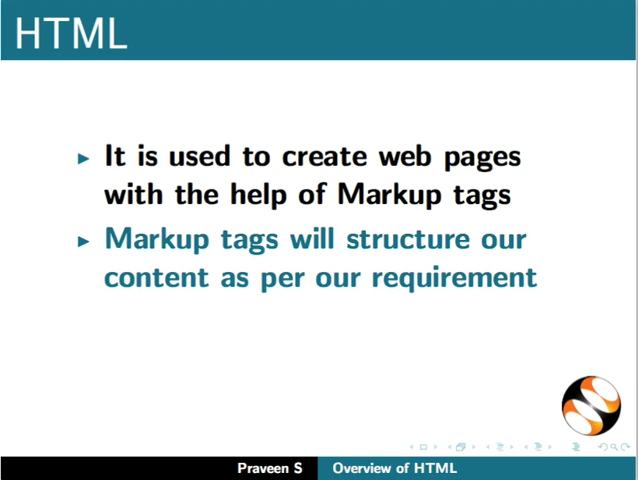 HTML
It is used to create web pages
with the help of Markup tags
Markup tags will structure our
content as per our requirement
Praveen S Overview of HTML